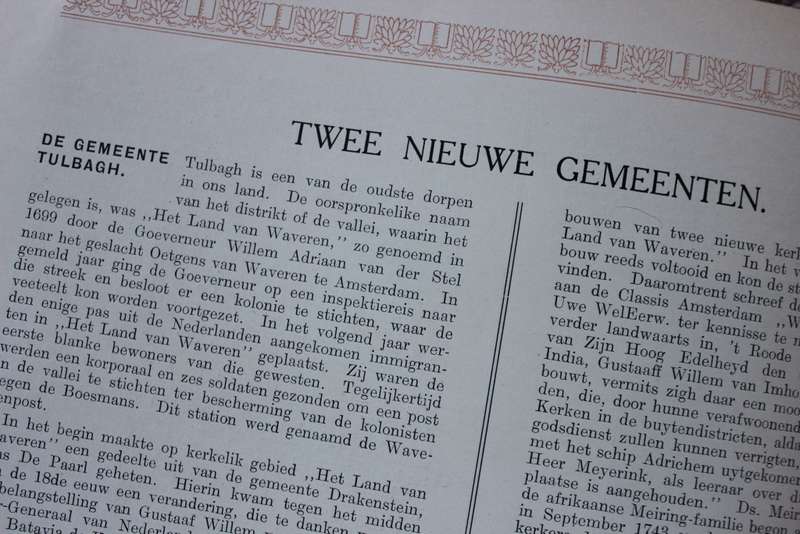 TWEE NIEUWE GEMEENTEN.
DE GEMEENTE
TULBAGH.
Tulbagh is een van de oudste dorpen
in ons land. De oorspronkelike naam
van het distrikt of de vallei, waarin het
gelegen is, was ,,Het Land van Waveren,” zo genoemd in
1699 door de Goeverneur Willem Adriaan van der Stel
naar het geslacht Oetgens van Waveren te Amsterdam. In
gemeld jaar ging de Goeverneur op een inspektiereis naar
die streek en besloot er een kolonie te stichten, waar de
veeteelt kon worden voortgezet. In het volgend jaar wer-
den enige pas uit de Nederlanden aangekomen immigran-
ten in ,,Het Land van Waveren” geplaatst. Zij waren de
eerste blanke bewoners van die gewesten. Tegelijkertijd
werden een korporaal en zes soldaten gezonden om een post
in de vallei te stichten ter bescherming van de kolonisten
tegen de Boesmans. Dit station werd genaamd de Wave-
enpost.
In het begin maakte op kerkelik gebied ,,Het Land van
averen” een gedeelte uit van de gemeente Drakenstein,
as De Paarl geheten. Hierin kwam tegen het midden
n de 18de eeuw een verandering, die te danken
belangstelling van Gustaaf Willem
r-Generaal van Nederland
Batavia de
bouwen van twee nieuwe kerk
Land van Waveren.” In het v
bouw reeds voltooid en kon de st
vinden. Daaromtrent schreef de
aan de Classis Amsterdam ,,W
Uwe WelEerw. ter kennisse te m
verder landwaarts in, 't Roode
van Zijn Hoog Edelheyd den
India, Gustaaff Willem van Imho
bouwt, vermits zigh daar een moo
den, die, door hunne verafwoonend
Kerken in de buytendistricten, alda
godsdienst zullen kunnen verrigten,
met het schip Adrichem uytgekomen
Heer Meyerink, als leeraar over di
plaatse is aangehouden.” Ds. Meir
de afrikaanse Meiring-familie begon
in September 1743
kerkers